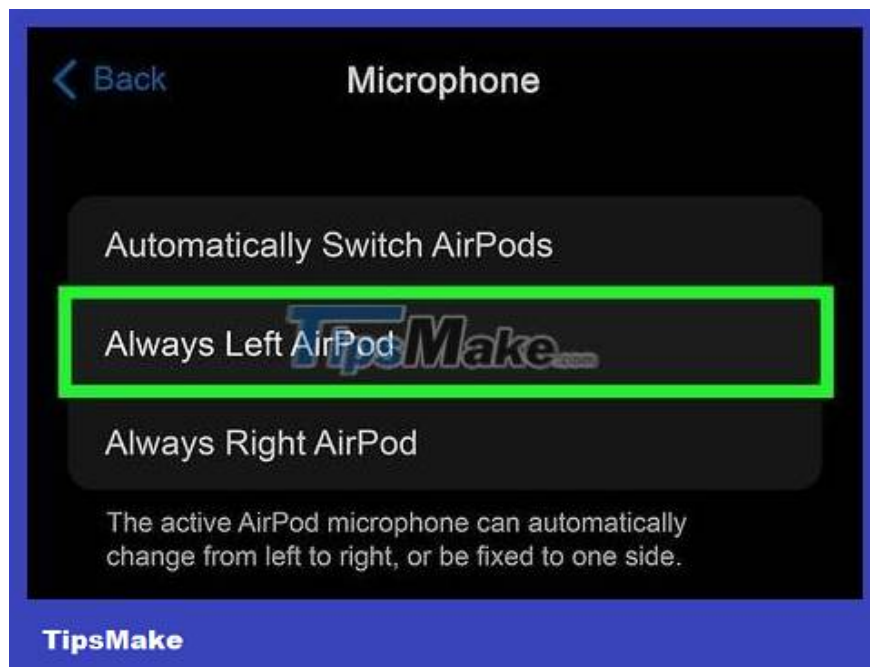 Back
Microphone
Automatically Switch AirPods
Always Left AirPod
TipsMake.com
Always Right AirPod
The active AirPod microphone can automatically
change from left to right, or be fixed to one side.
TipsMake